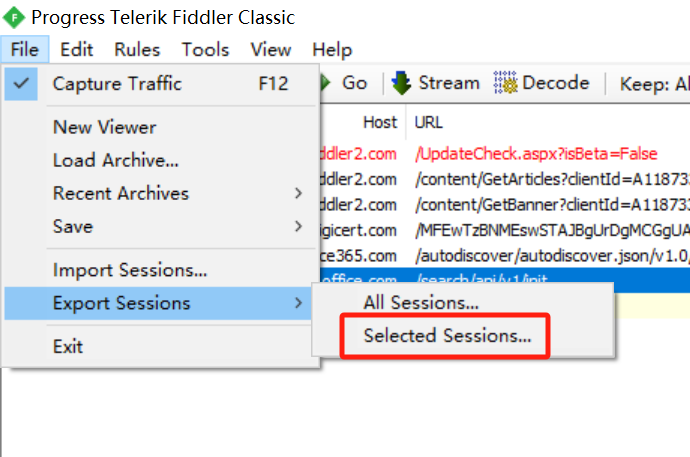 Progress Telerik Fiddler Classic
File Edit Rules Tools View Help
Capture Traffic F12 Go Stream Decode Keep: Al
New Viewer Host URL
Load Archive... ddler2.com /UpdateCheck.aspx?isBeta=False
Recent Archives ddler2.com /content/GetArticles?clientId=A118733
Save ddler2.com /content/GetBanner?clientId=A118733
igicert.com /MFEwTzBNMEswSTAJBgUrDgMCGgUA
Import Sessions... ce365.com /autodiscover/autodiscover.json/v1.0/
Export Sessions office.com /search/api/v1/init
All Sessions...
Selected Sessions...
Exit